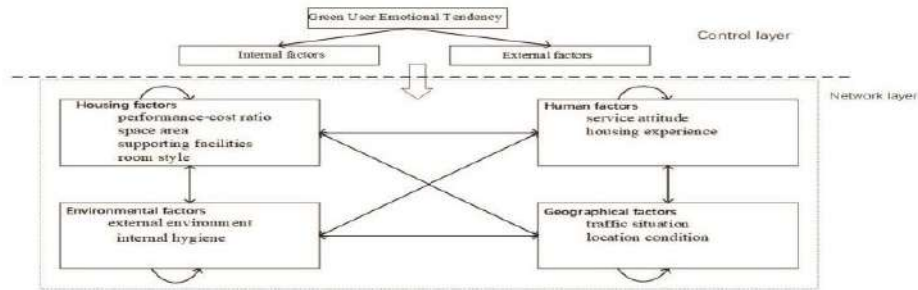 Green User Emotional Tendency
Control layer
Internal factors
External factors
Network layer
Housing factors
performance-cost ratio
space area
supporting facilities
room style
Human factors
service attitude
housing experience
Environmental factors
external environment
internal hygiene
Geographical factors
traffic situation
location condition